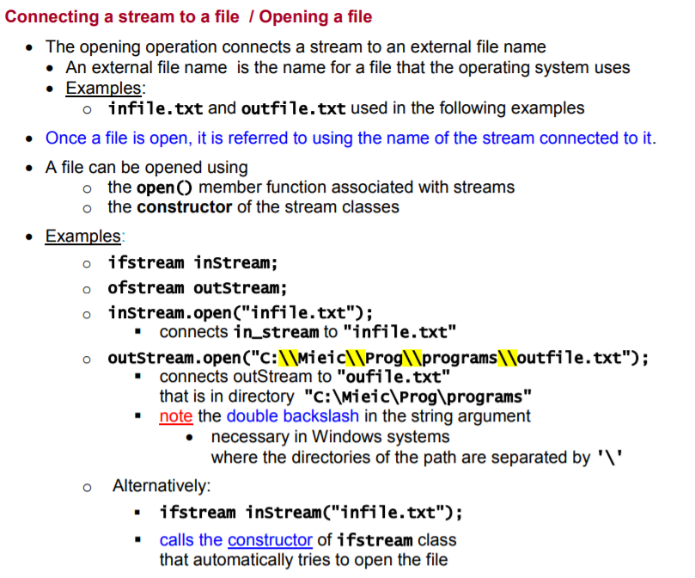 Connecting a stream to a file / Opening a file
• The opening operation connects a stream to an external file name
• An external file name is the name for a file that the operating system uses
• Examples:
o infile.txt and outfile.txt used in the following examples
• Once a file is open, it is referred to using the name of the stream connected to it.
• A file can be opened using
o the open() member function associated with streams
o the constructor of the stream classes
• Examples:
o ifstream inStream;
o ofstream outStream;
o inStream.open("infile.txt");
▪ connects in_stream to "infile.txt"
o outStream.open("C:\\Mieic\\Prog\\programs\\outfile.txt");
▪ connects outStream to "oufile.txt"
that is in directory "C:\Mieic\Prog\programs"
▪ note the double backslash in the string argument
• necessary in Windows systems
where the directories of the path are separated by '\'
o Alternatively:
▪ ifstream inStream("infile.txt");
▪ calls the constructor of ifstream class
that automatically tries to open the file